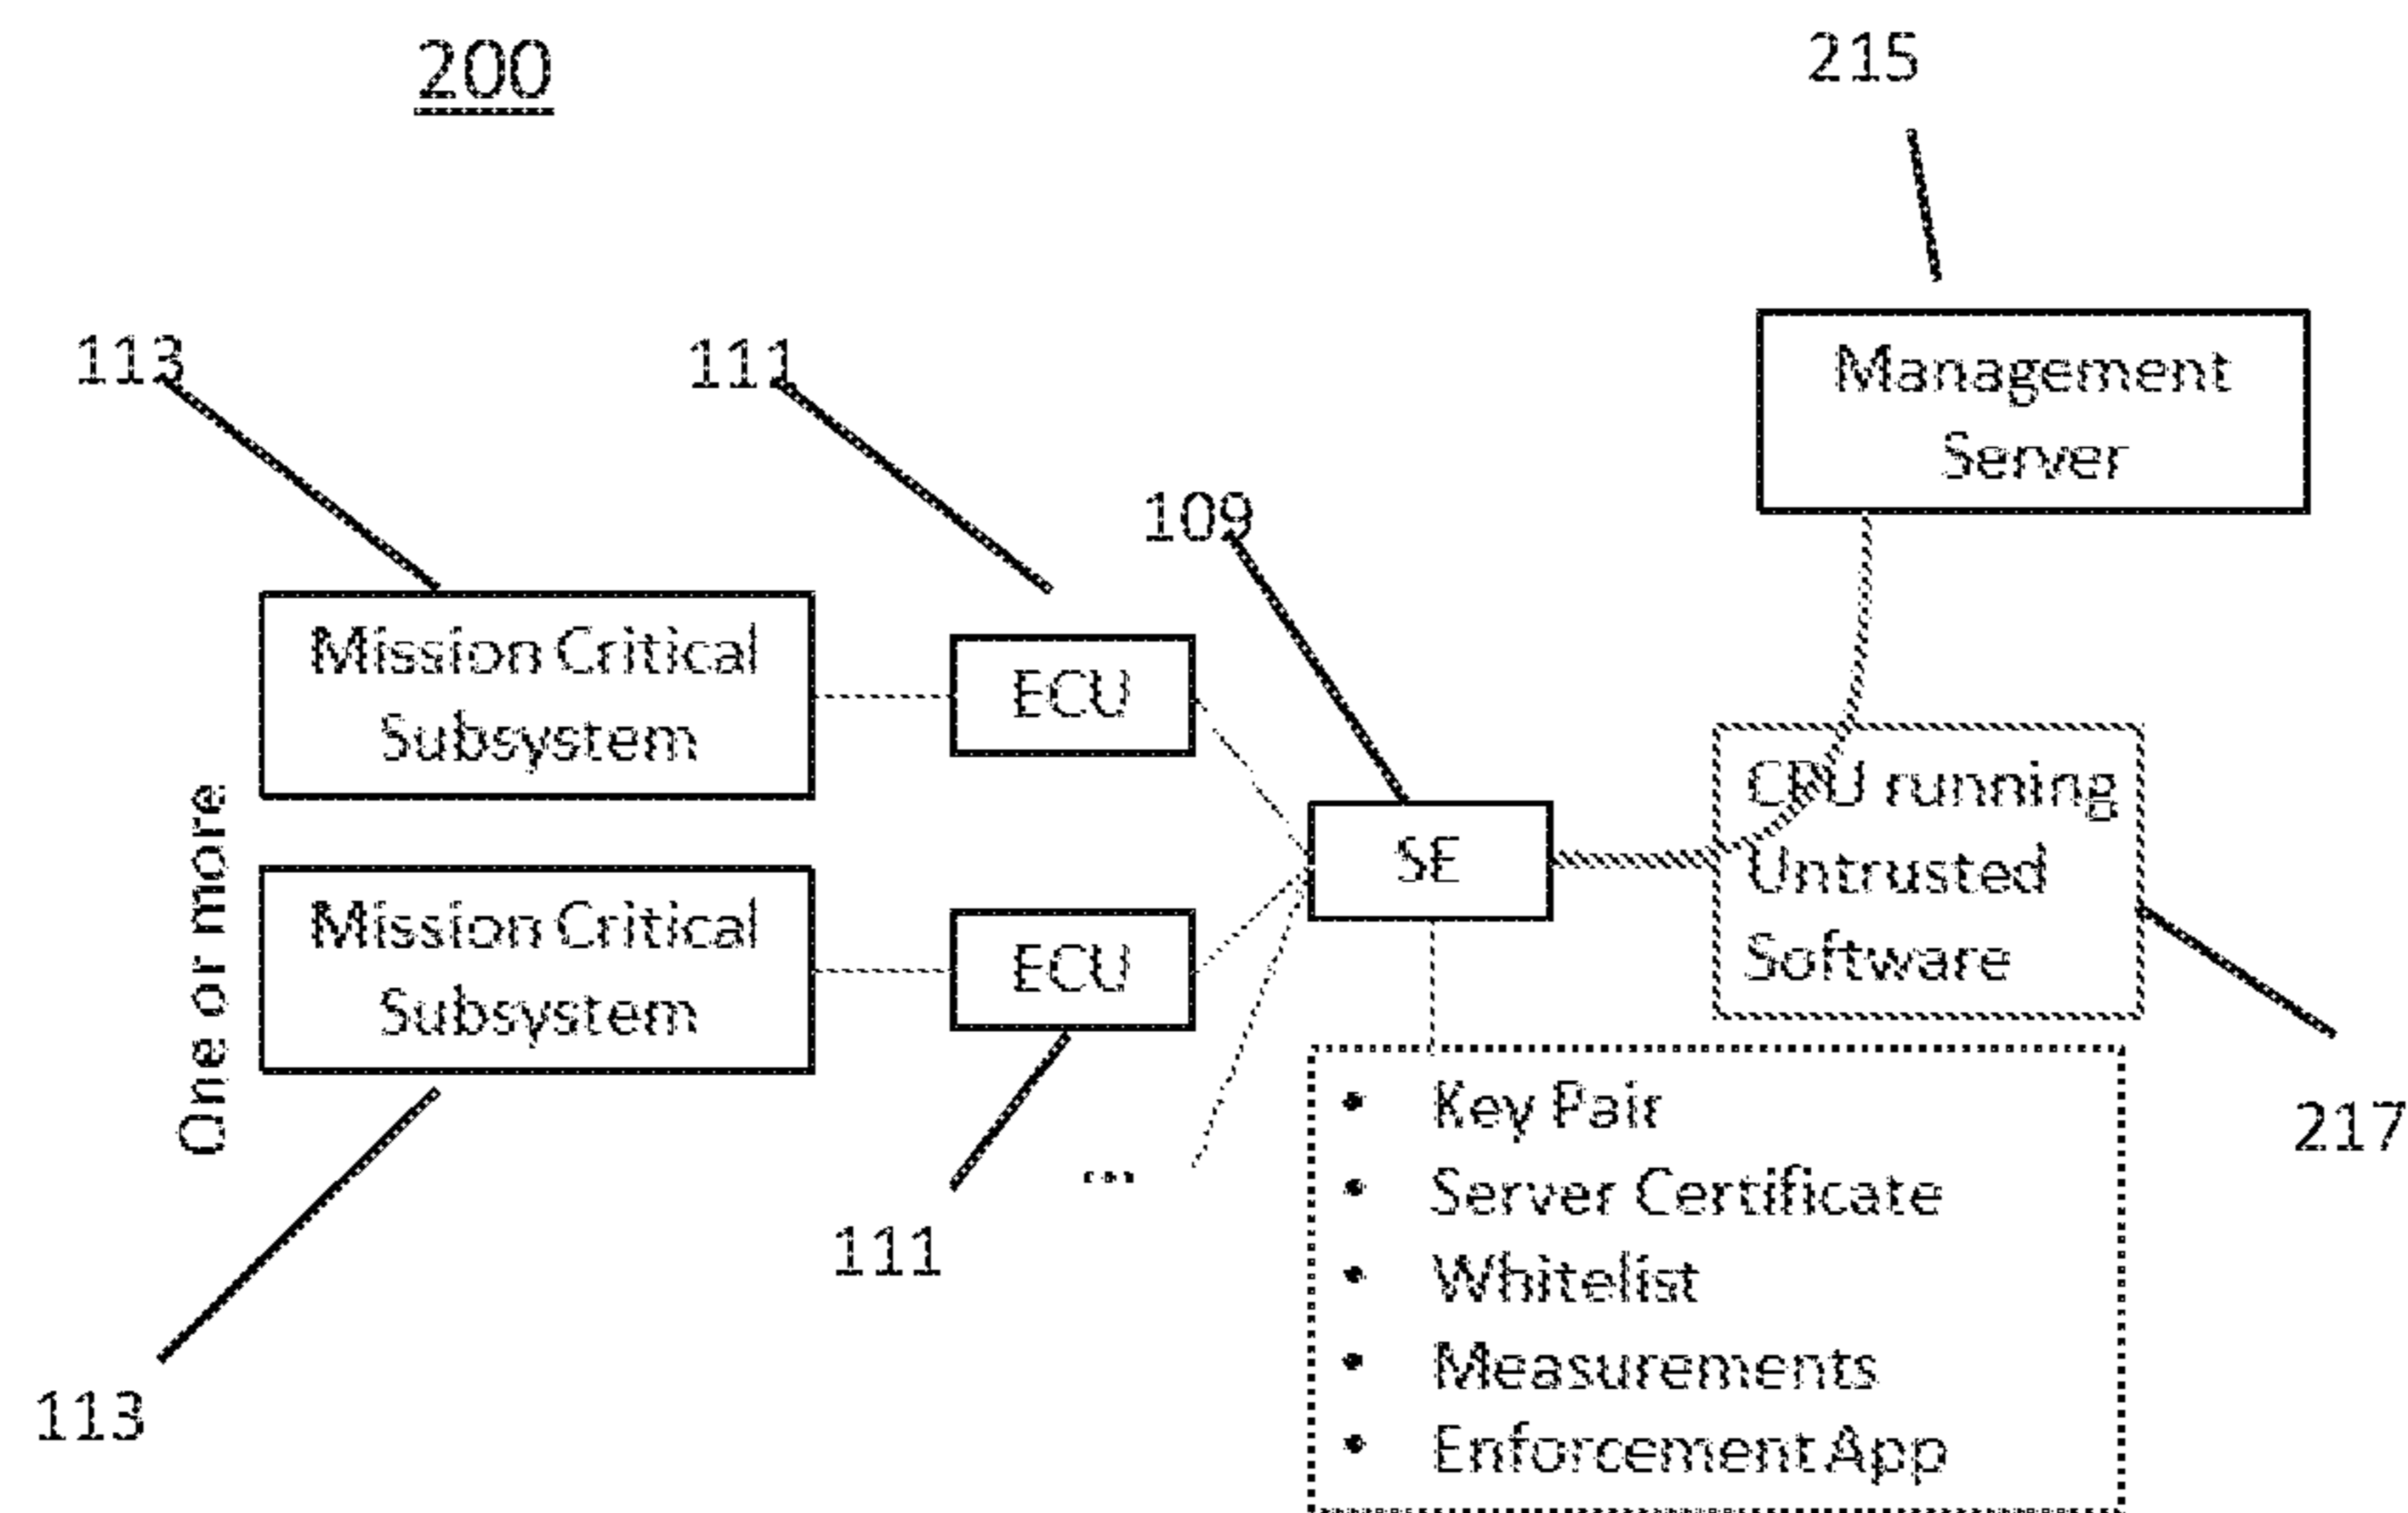 200
215
113
111
Management
Server
109
Mission Critical
Subsystem
ECU
CPU running
Untrusted
Software
SE
One or more
Mission Critical
Subsystem
ECU
217
...
111
113
• Key Pair
• Server Certificate
• Whitelist
• Measurements
• Enforcement App